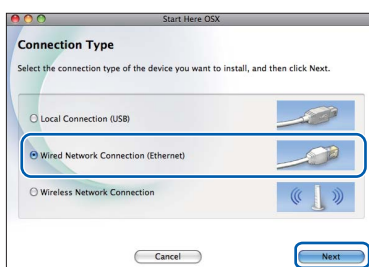 Start Here OSX
Connection Type
Select the connection type of the device you want to install, and then click Next.
Local Connection (USB)
Wired Network Connection (Ethernet)
Wireless Network Connection
Cancel
Next